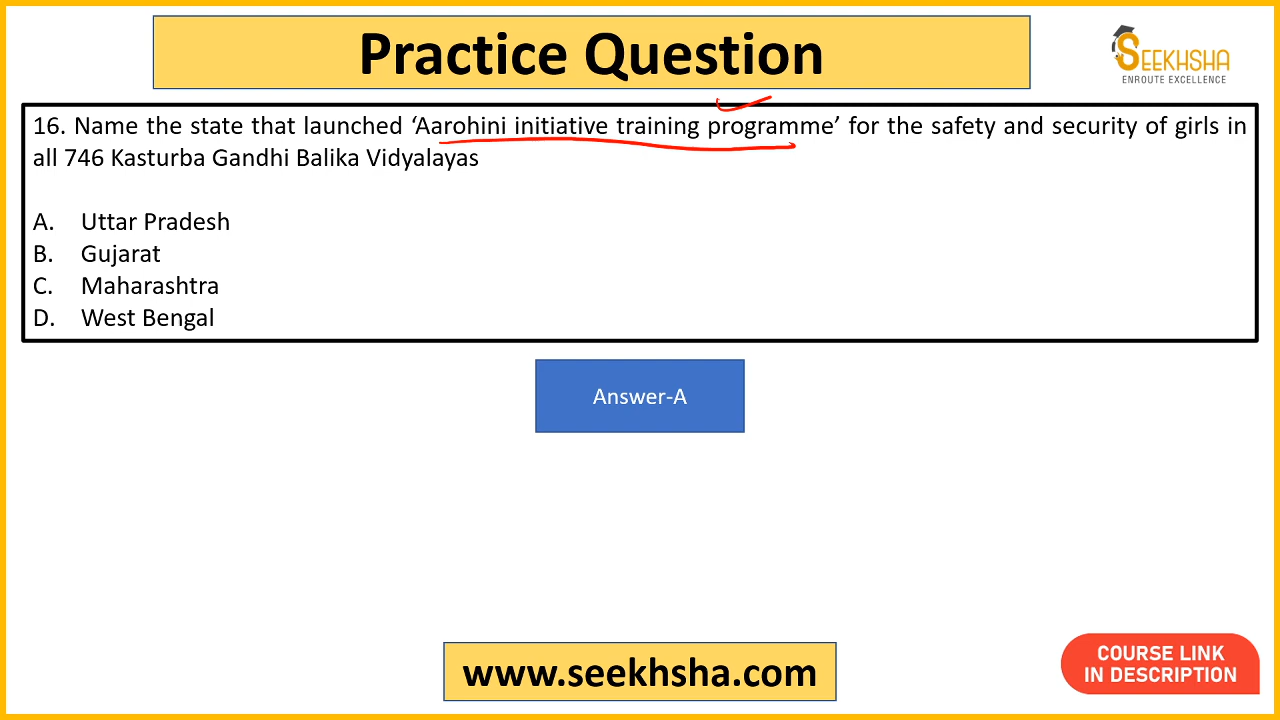 Practice Question
SEEKHSHA
ENROUTE EXCELLENCE
16. Name the state that launched ‘Aarohini initiative training programme’ for the safety and security of girls in
all 746 Kasturba Gandhi Balika Vidyalayas
A. Uttar Pradesh
B. Gujarat
C. Maharashtra
D. West Bengal
Answer-A
www.seekhsha.com
COURSE LINK
IN DESCRIPTION